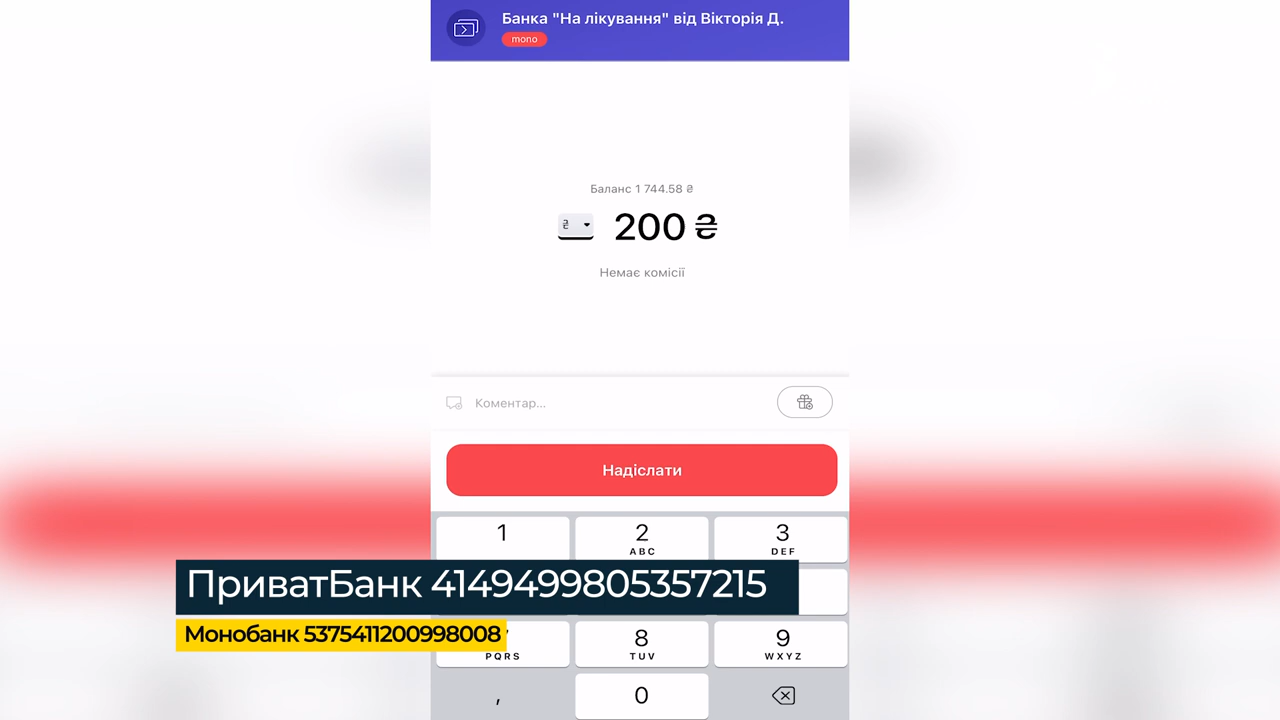 Банка "На лікування" від Вікторія Д.
mono
Баланс 1 744.58 ₴
₴ 200 ₴
Немає комісії
Коментар...
Надіслати
1 2 3
ABC DEF
ПриватБанк 4149499805357215
Монобанк 5375411200998008
8 9
PQRS TUV WXYZ
, 0